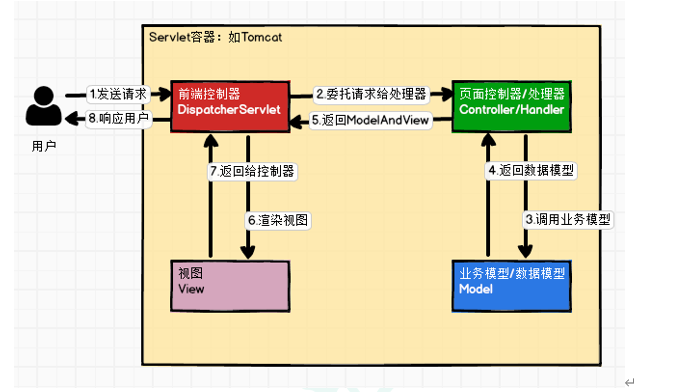 Servlet容器：如Tomcat
1.发送请求
前端控制器
DispatcherServlet
2.委托请求给处理器
页面控制器/处理器
Controller/Handler
8.响应用户
5.返回ModelAndView
用户
7.返回给控制器
4.返回数据模型
6.渲染视图
3.调用业务模型
视图
View
业务模型/数据模型
Model